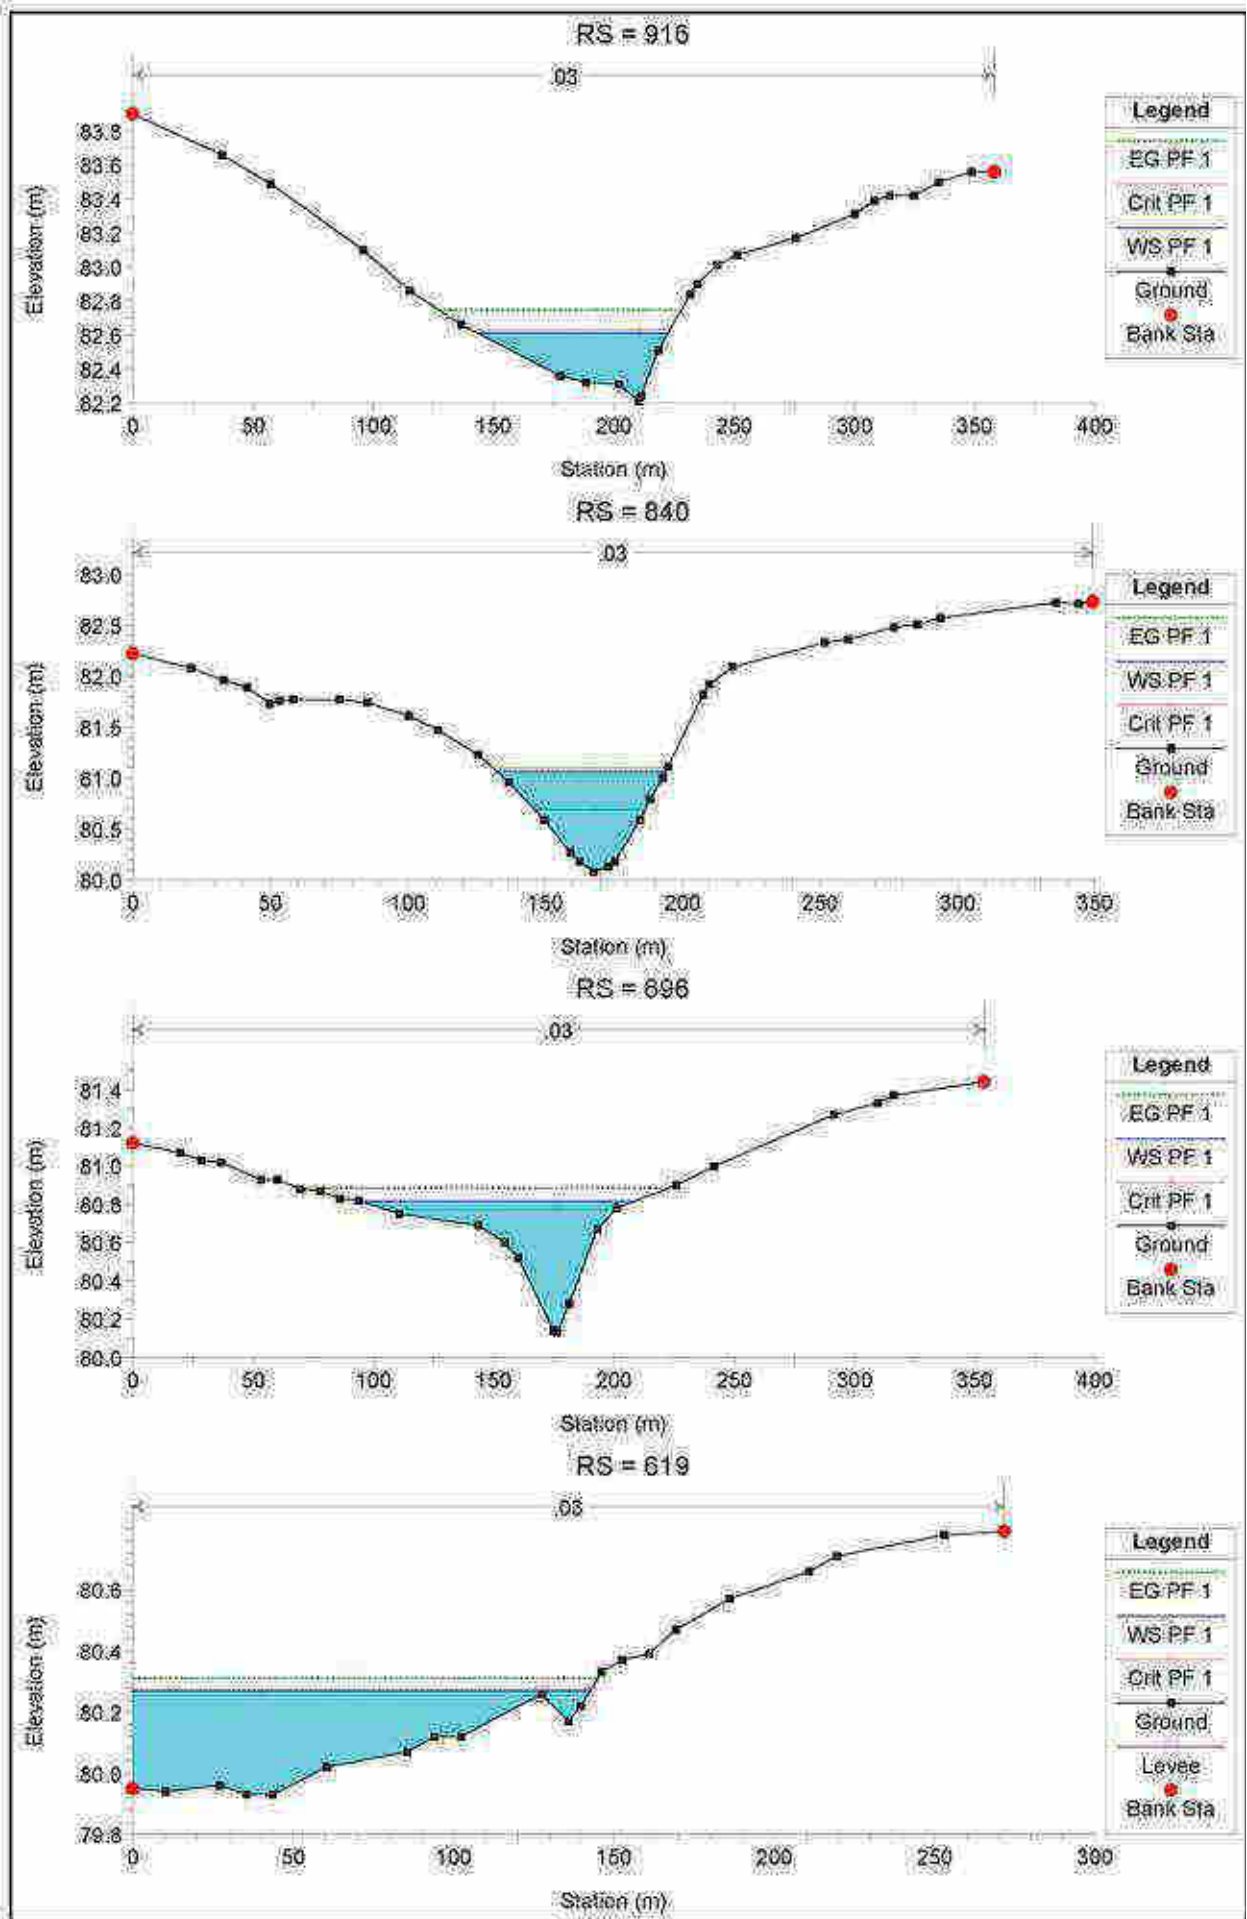 RS = 916
.03
Legend
EG PF 1
Crit PF 1
WS PF 1
Ground
Bank Sta
83.8
83.6
83.4
83.2
83.0
82.8
82.6
82.4
82.2
Elevation (m)
0 50 100 150 200 250 300 350 400
Station (m)
RS = 840
.03
Legend
EG PF 1
WS PF 1
Crit PF 1
Ground
Bank Sta
83.0
82.5
82.0
81.5
81.0
80.5
80.0
Elevation (m)
0 50 100 150 200 250 300 350
Station (m)
RS = 696
.03
Legend
EG PF 1
WS PF 1
Crit PF 1
Ground
Bank Sta
81.4
81.2
81.0
80.8
80.6
80.4
80.2
80.0
Elevation (m)
0 50 100 150 200 250 300 350 400
Station (m)
RS = 619
.03
Legend
EG PF 1
WS PF 1
Crit PF 1
Ground
Levee
Bank Sta
80.6
80.4
80.2
80.0
79.8
Elevation (m)
0 50 100 150 200 250 300
Station (m)